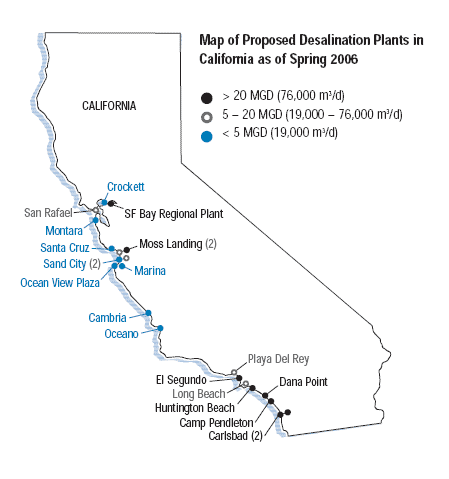 Map of Proposed Desalination Plants in
California as of Spring 2006
> 20 MGD (76,000 m³/d)
5 – 20 MGD (19,000 – 76,000 m³/d)
< 5 MGD (19,000 m³/d)
CALIFORNIA
Crockett
San Rafael
SF Bay Regional Plant
Montara
Santa Cruz
Moss Landing (2)
Sand City (2)
Marina
Ocean View Plaza
Cambria
Oceano
Playa Del Rey
El Segundo
Dana Point
Long Beach
Huntington Beach
Camp Pendleton
Carlsbad (2)